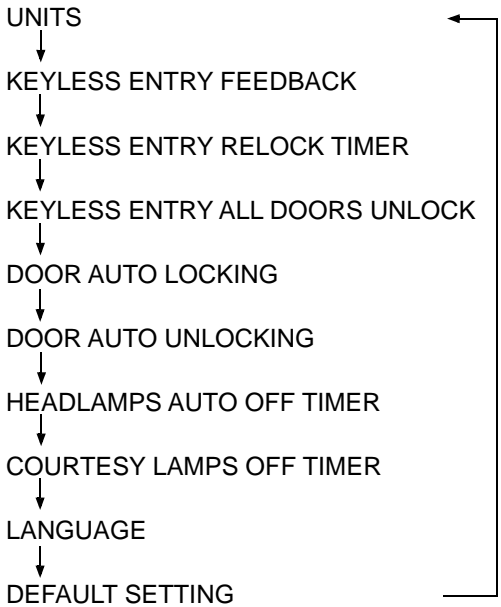 UNITS
KEYLESS ENTRY FEEDBACK
KEYLESS ENTRY RELOCK TIMER
KEYLESS ENTRY ALL DOORS UNLOCK
DOOR AUTO LOCKING
DOOR AUTO UNLOCKING
HEADLAMPS AUTO OFF TIMER
COURTESY LAMPS OFF TIMER
LANGUAGE
DEFAULT SETTING